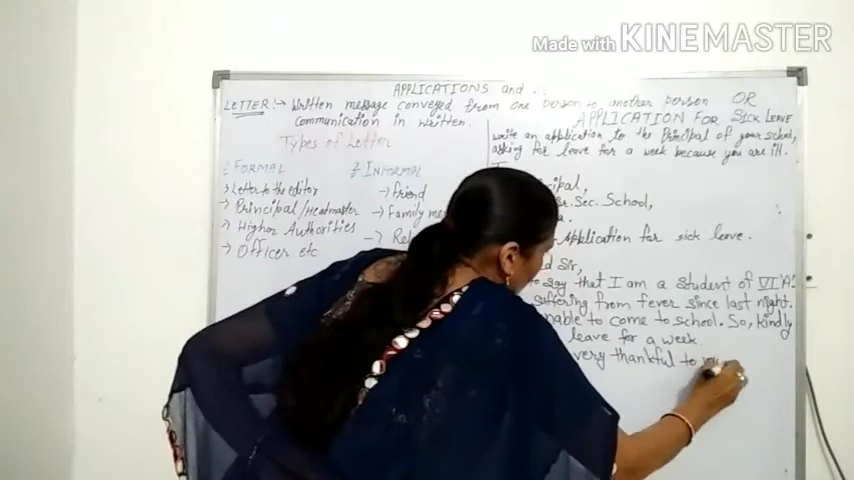 Made with KINEMASTER
APPLICATIONS and
LETTER :→ Written message conveyed from one person to another person
communication in written.
Types of Letter
1 FORMAL
→ Letter to the editor
→ Principal/Headmaster
→ Higher Authorities
→ Officer etc
2 INFORMAL
→ friend
→ Family
→
OR
APPLICATION FOR SICK LEAVE
write an application to the Principal of your school,
asking for leave for a week because you are ill.
Sec. School,
Application for sick leave.
Sir,
to say that I am a student of VI 'A'.
suffering from fever since last night.
to come to school. So, kindly
leave for a week
very thankful to